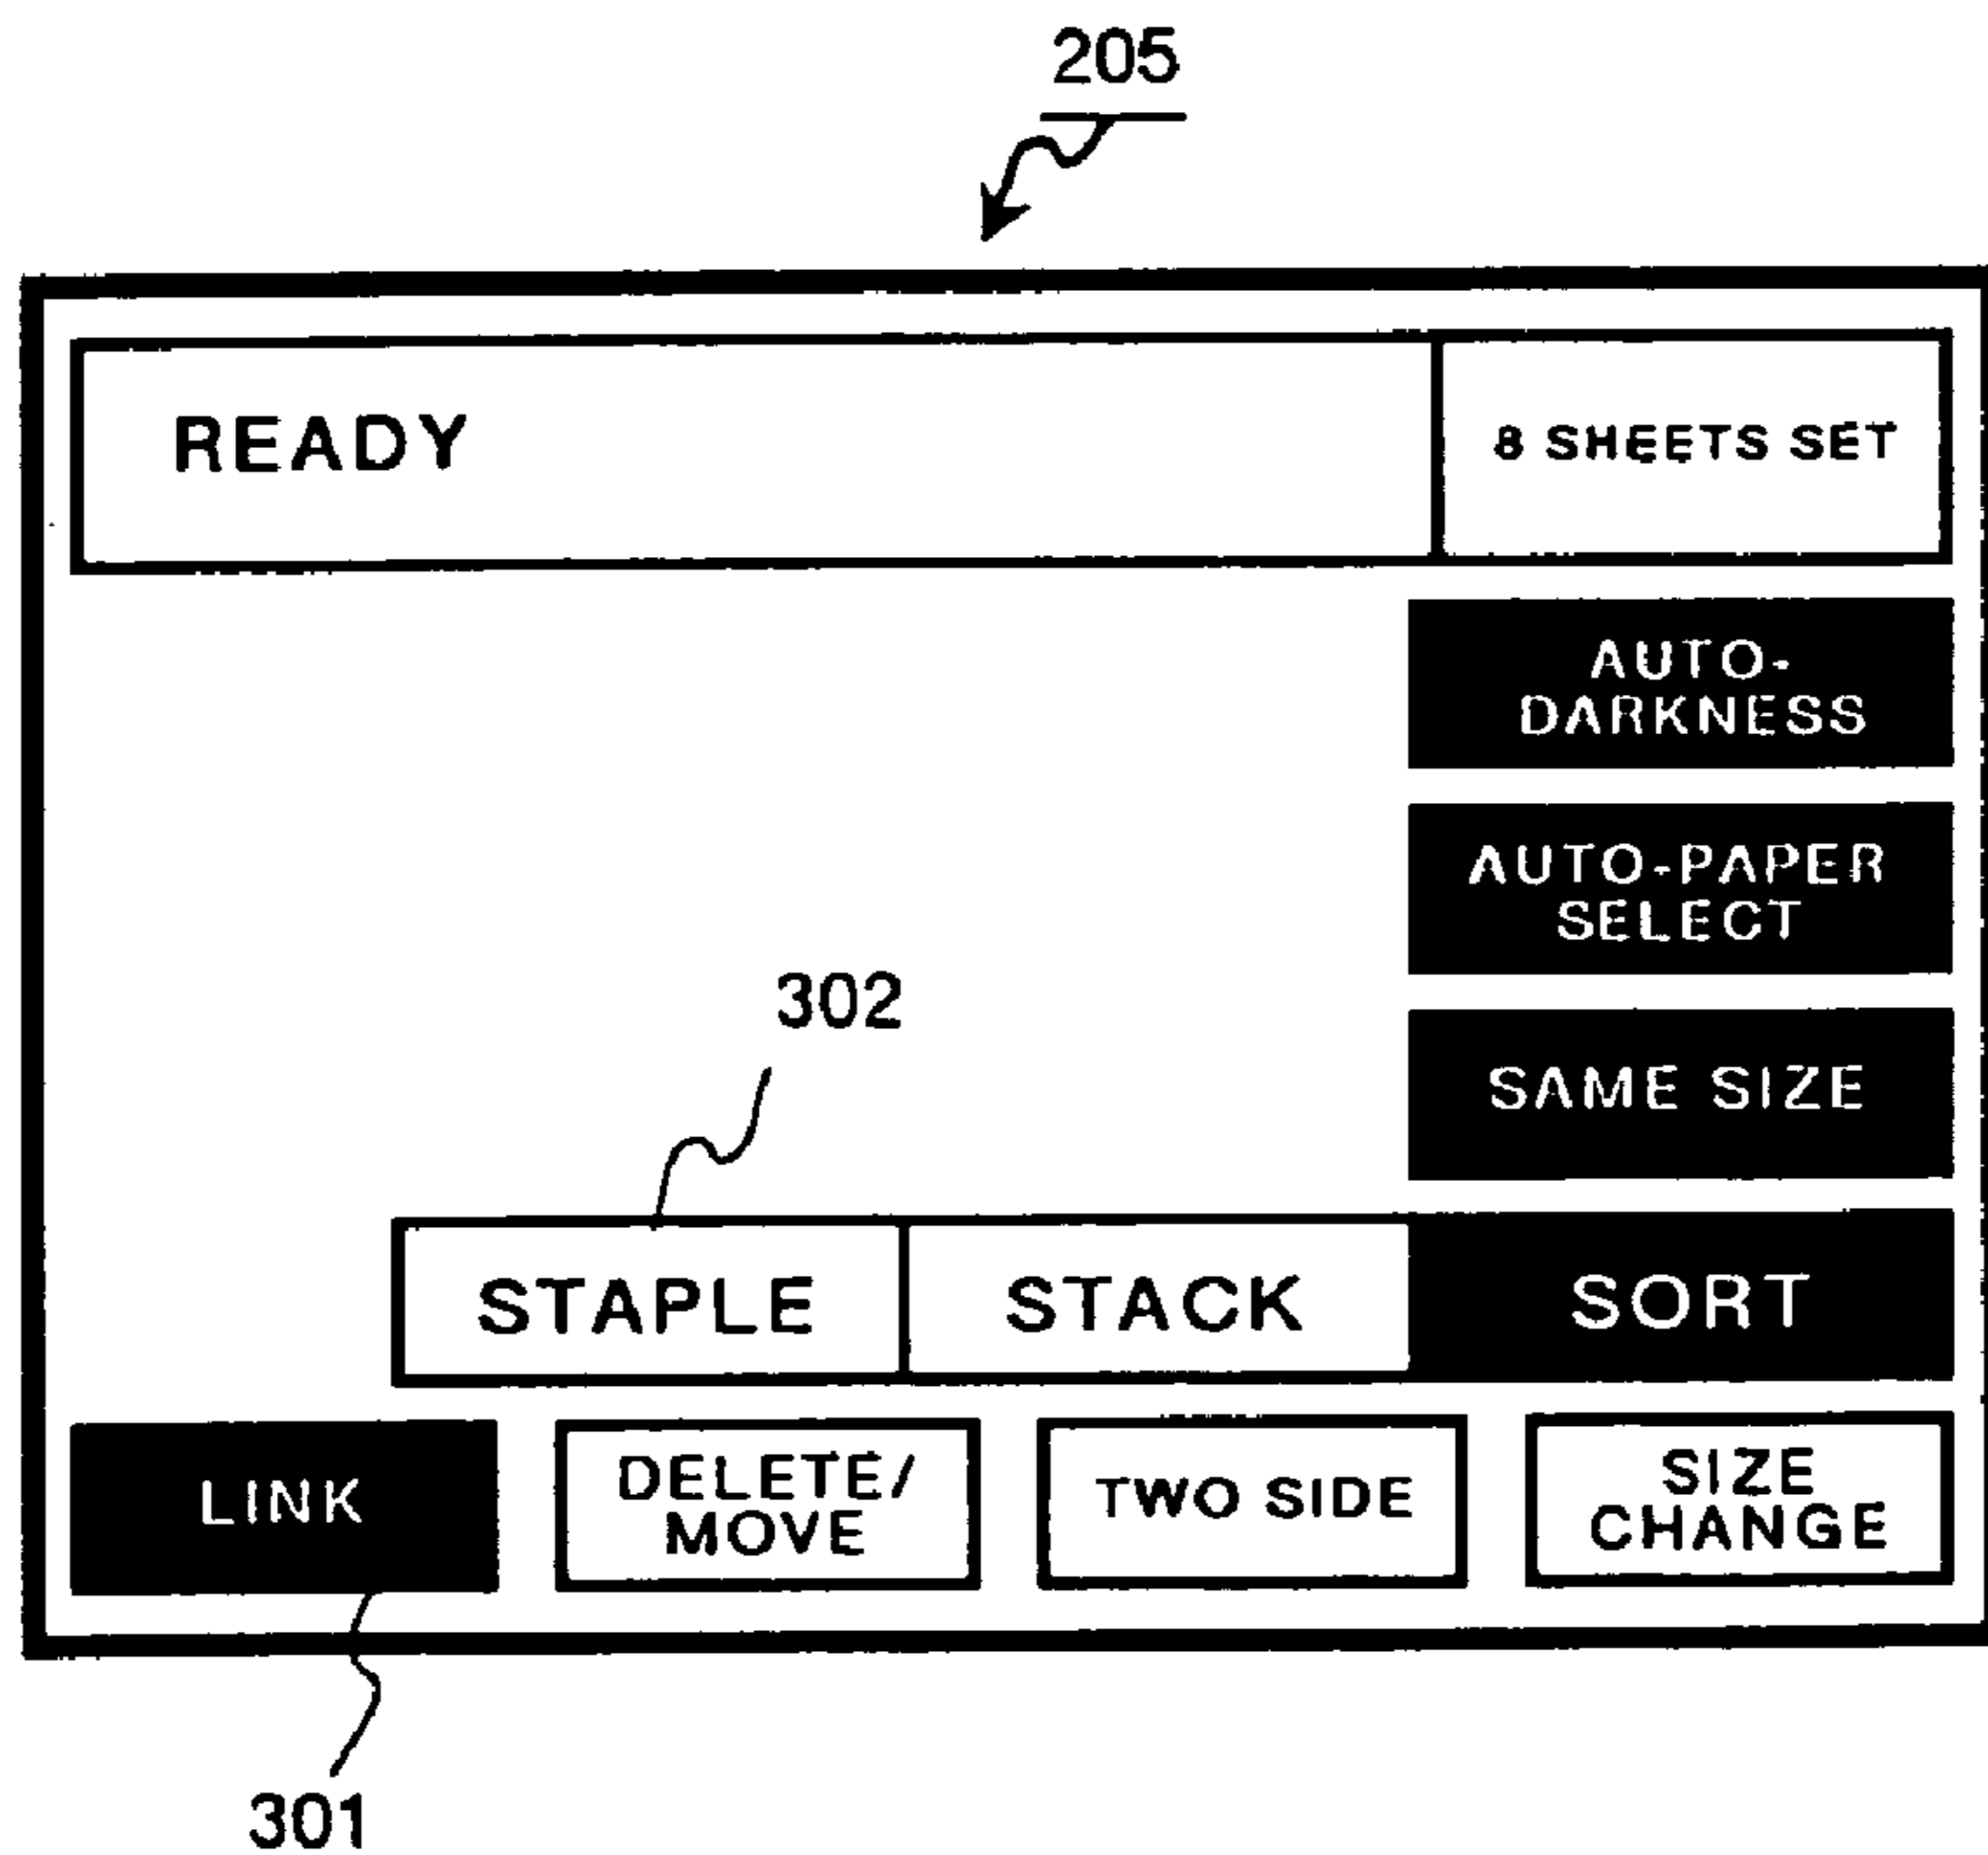 205
READY
8 SHEETS SET
AUTO-
DARKNESS
AUTO-PAPER
SELECT
SAME SIZE
302
STAPLE
STACK
SORT
LINK
DELETE/
MOVE
TWO SIDE
SIZE
CHANGE
301